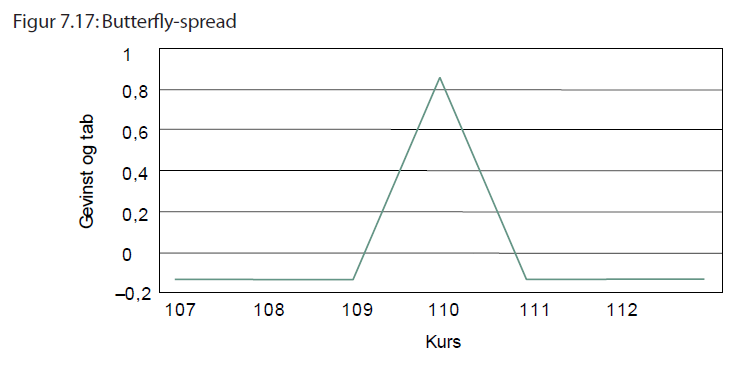 Figur 7.17: Butterfly-spread
1
0,8
0,6
0,4
0,2
0
–0,2
Gevinst og tab
107 108 109 110 111 112
Kurs